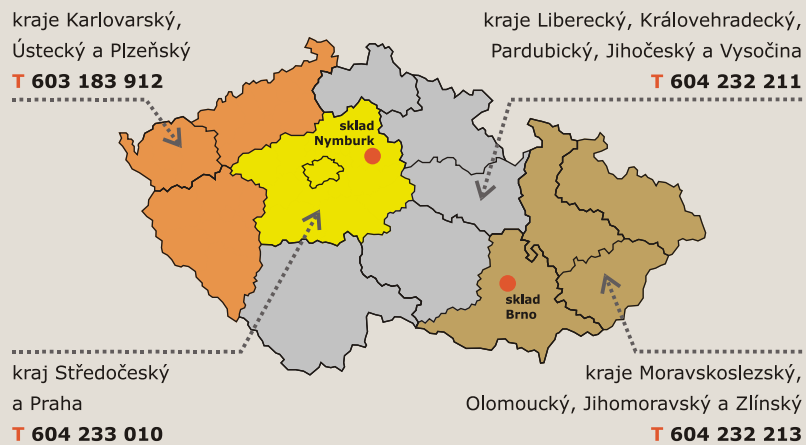 kraje Karlovarský,
Ústecký a Plzeňský
T 603 183 912
kraje Liberecký, Královehradecký,
Pardubický, Jihočeský a Vysočina
T 604 232 211
sklad
Nymburk
sklad
Brno
kraj Středočeský
a Praha
T 604 233 010
kraje Moravskoslezský,
Olomoucký, Jihomoravský a Zlínský
T 604 232 213